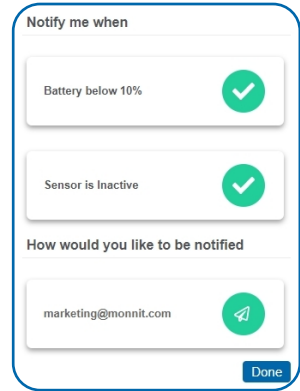 Notify me when
Battery below 10%
Sensor is Inactive
How would you like to be notified
marketing@monnit.com
Done